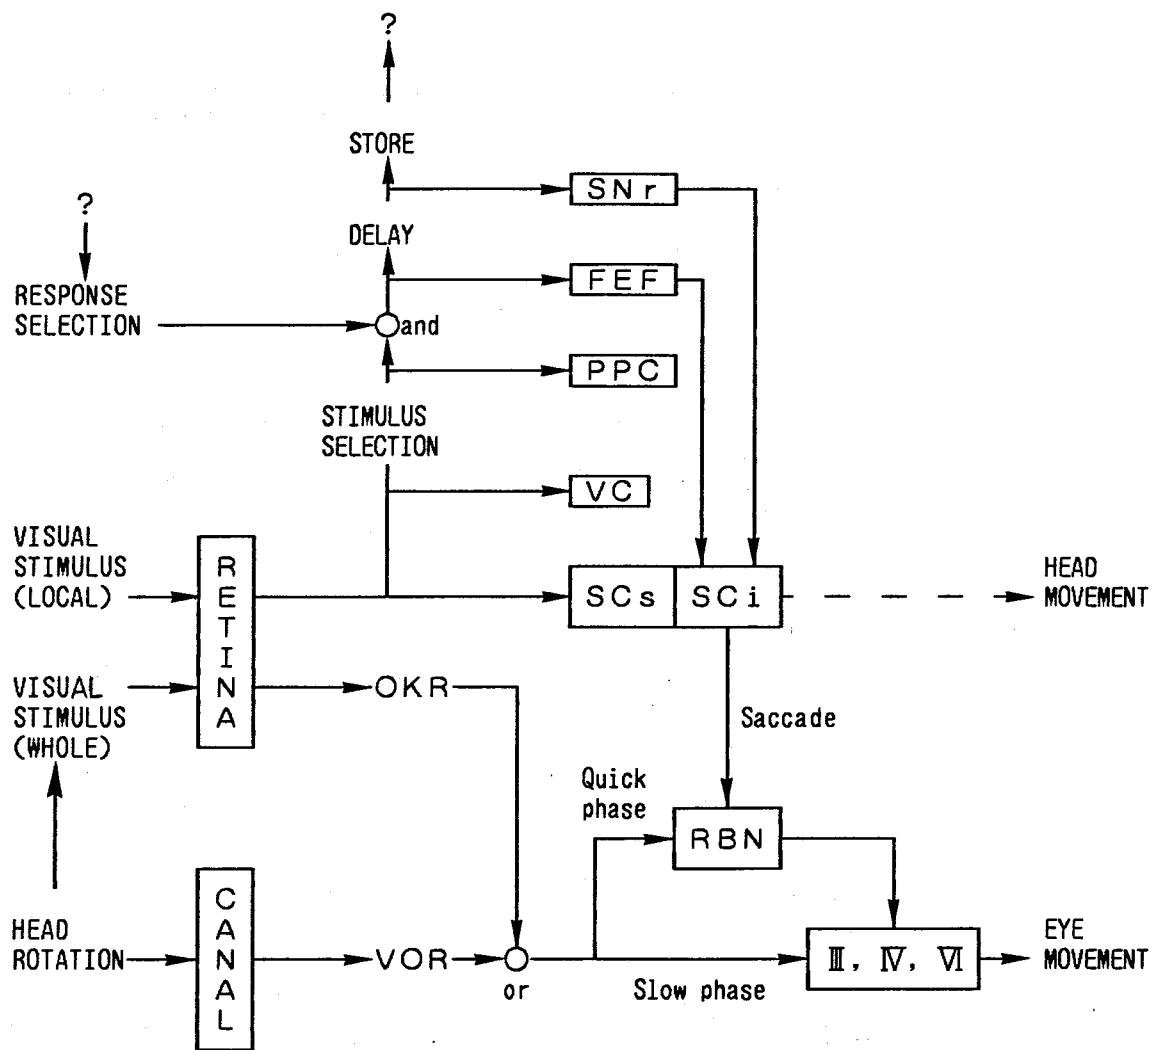 ?
STORE
SNr
?
DELAY
FEF
RESPONSE
SELECTION
and
PPC
STIMULUS
SELECTION
VC
VISUAL
STIMULUS
(LOCAL)
RETINA
SCs
SCi
HEAD
MOVEMENT
VISUAL
STIMULUS
(WHOLE)
OKR
Saccade
Quick
phase
RBN
HEAD
ROTATION
CANAL
VOR
or
Slow phase
Ⅲ, Ⅳ, Ⅵ
EYE
MOVEMENT